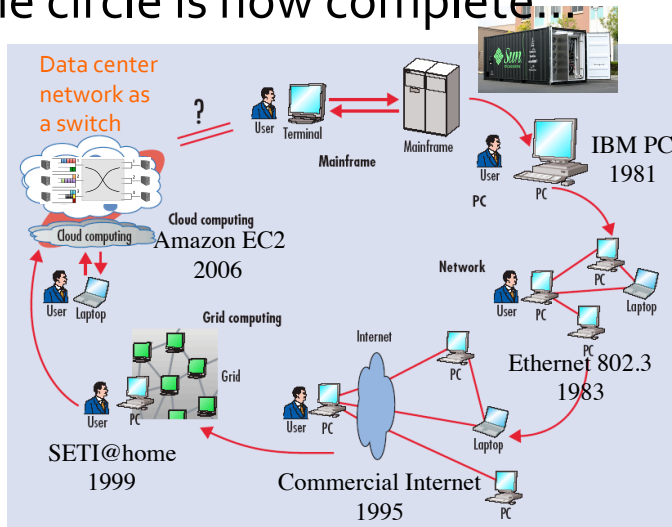 e circle is now complete...
Sun
Data center
network as
a switch
?
User
Terminal
Mainframe
Mainframe
User
PC
PC
IBM PC
1981
Cloud computing
Cloud computing
Amazon EC2
2006
User
Laptop
Network
User
PC
PC
Laptop
PC
Ethernet 802.3
1983
Grid computing
Grid
User
PC
SETI@home
1999
Internet
User
PC
PC
Laptop
PC
Commercial Internet
1995